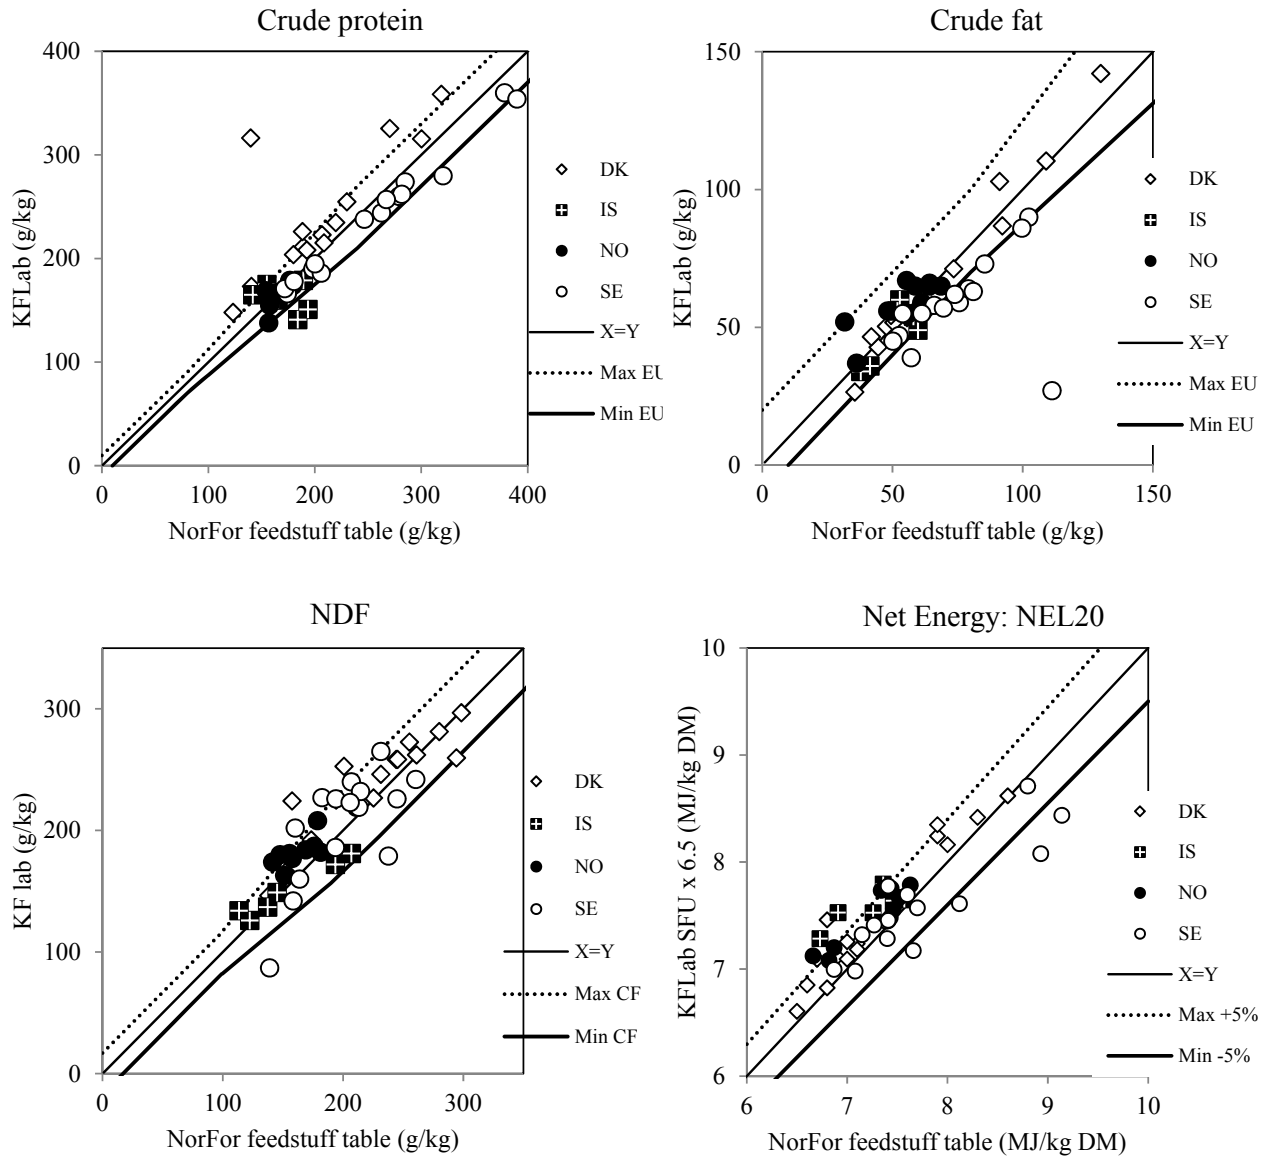 Crude protein
400
300
200
100
0
0
100
200
300
400
KFLab (g/kg)
NorFor feedstuff table (g/kg)
DK
IS
NO
SE
X=Y
Max EU
Min EU
Crude fat
150
100
50
0
0
50
100
150
KFLab (g/kg)
NorFor feedstuff table (g/kg)
DK
IS
NO
SE
X=Y
Max EU
Min EU
NDF
300
200
100
0
0
100
200
300
KF lab (g/kg)
NorFor feedstuff table (g/kg)
DK
IS
NO
SE
X=Y
Max CF
Min CF
Net Energy: NEL20
10
9
8
7
6
6
7
8
9
10
KFLab SFU x 6.5 (MJ/kg DM)
NorFor feedstuff table (MJ/kg DM)
DK
IS
NO
SE
X=Y
Max +5%
Min -5%